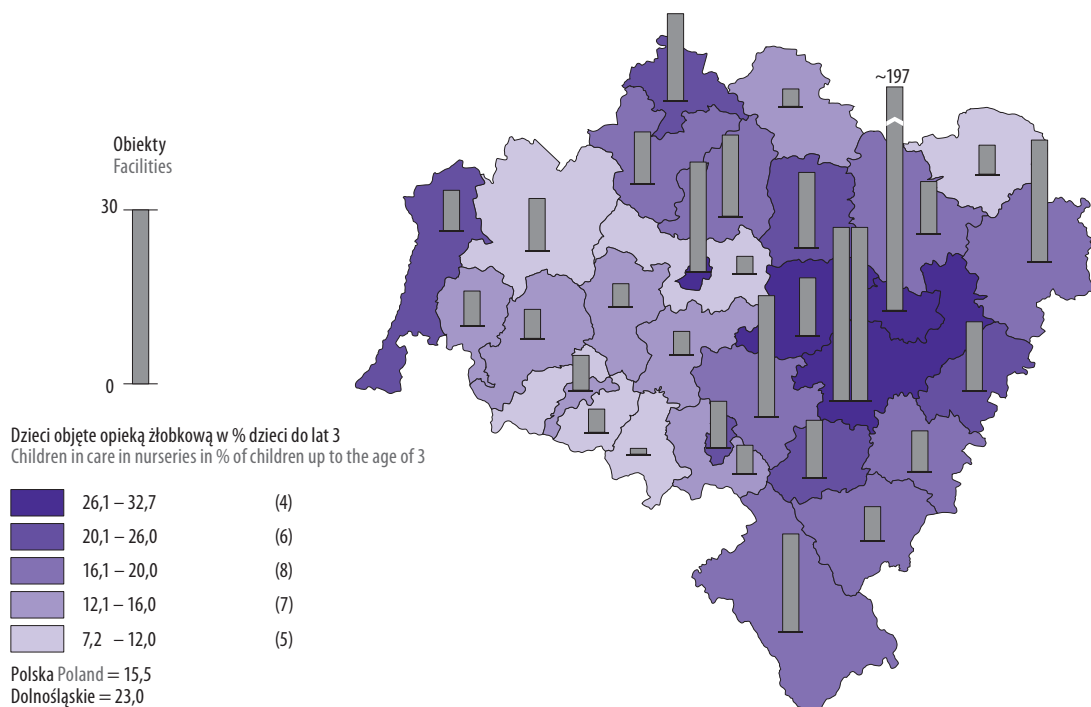 ~197
Obiekty
Facilities
30
0
Dzieci objęte opieką żłobkową w % dzieci do lat 3
Children in care in nurseries in % of children up to the age of 3
26,1 – 32,7 (4)
20,1 – 26,0 (6)
16,1 – 20,0 (8)
12,1 – 16,0 (7)
7,2 – 12,0 (5)
Polska Poland = 15,5
Dolnośląskie = 23,0